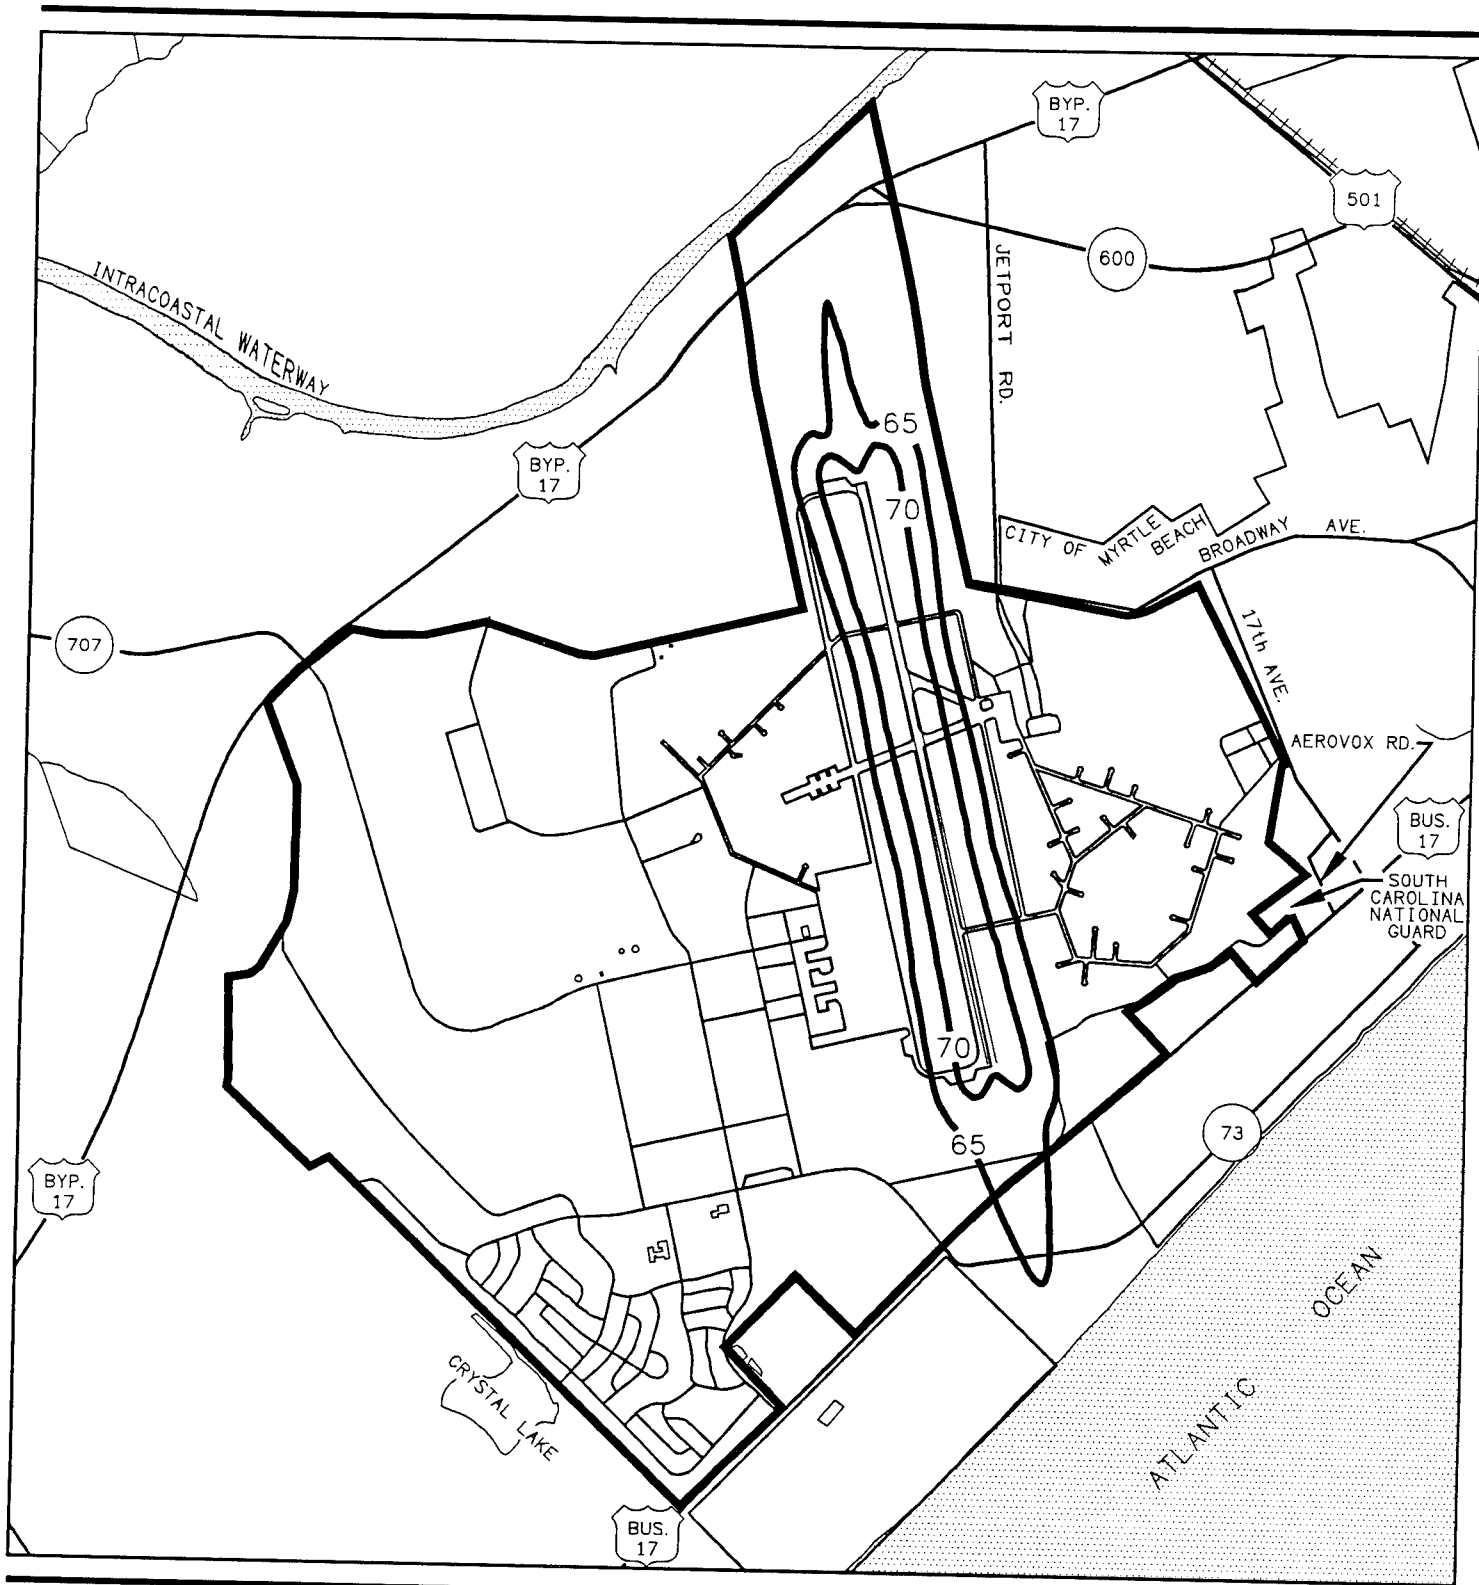 BYP.
17
501
600
INTRACOASTAL WATERWAY
JETPORT RD.
65
BYP.
17
70
CITY OF MYRTLE
BEACH
BROADWAY AVE.
707
17th AVE.
AEROVOX RD.
BUS.
17
SOUTH
CAROLINA
NATIONAL
GUARD
70
65
73
BYP.
17
ATLANTIC OCEAN
CRYSTAL LAKE
BUS.
17